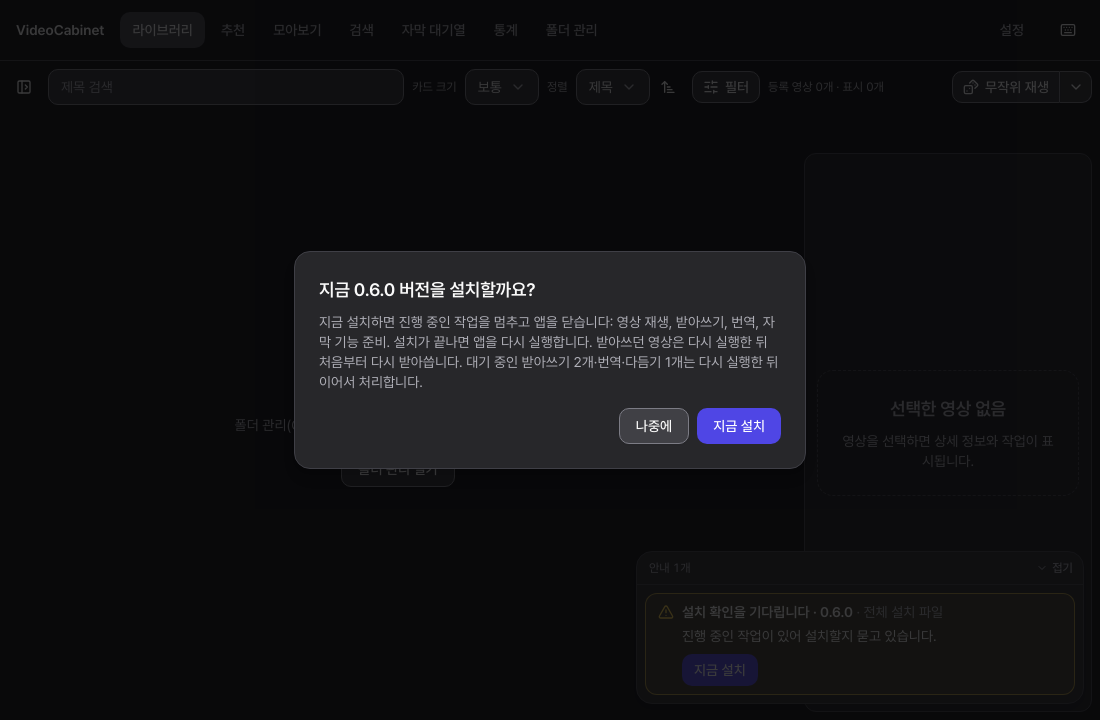 VideoCabinet 라이브러리 추천 모아보기 검색 자막 대기열 통계 폴더 관리 설정
제목 검색 카드 크기 보통 정렬 제목 필터 등록 영상 0개 · 표시 0개 무작위 재생
지금 0.6.0 버전을 설치할까요?
지금 설치하면 진행 중인 작업을 멈추고 앱을 닫습니다: 영상 재생, 받아쓰기, 번역, 자
막 기능 준비. 설치가 끝나면 앱을 다시 실행합니다. 받아쓰던 영상은 다시 실행한 뒤
처음부터 다시 받아씁니다. 대기 중인 받아쓰기 2개·번역·다듬기 1개는 다시 실행한 뒤
이어서 처리합니다.
나중에 지금 설치
폴더 관리(
폴더 관리 열기
선택한 영상 없음
영상을 선택하면 상세 정보와 작업이 표
시됩니다.
안내 1개 접기
설치 확인을 기다립니다 · 0.6.0 · 전체 설치 파일
진행 중인 작업이 있어 설치할지 묻고 있습니다.
지금 설치